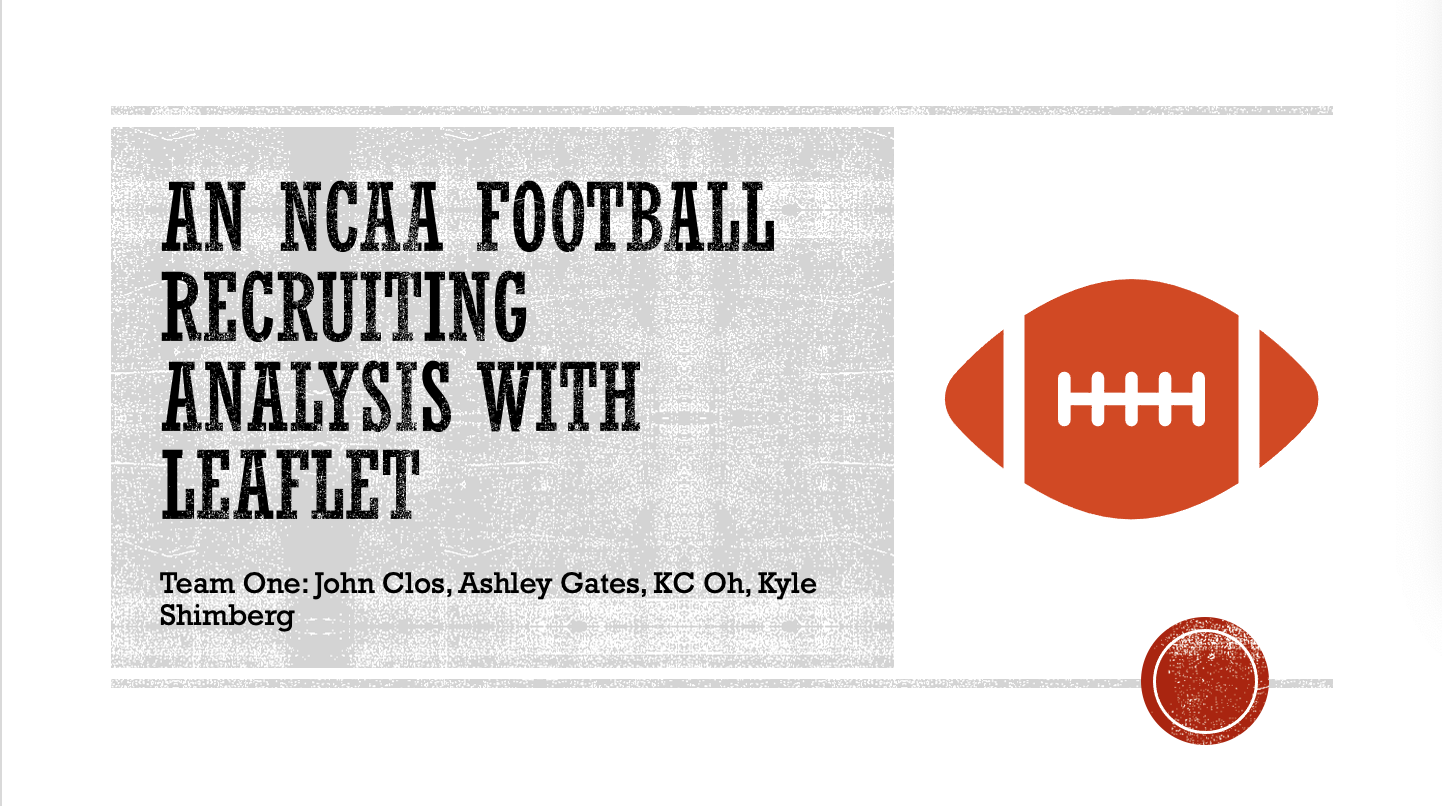 AN NCAA FOOTBALL
RECRUITING
ANALYSIS WITH
LEAFLET
Team One: John Clos, Ashley Gates, KC Oh, Kyle
Shimberg